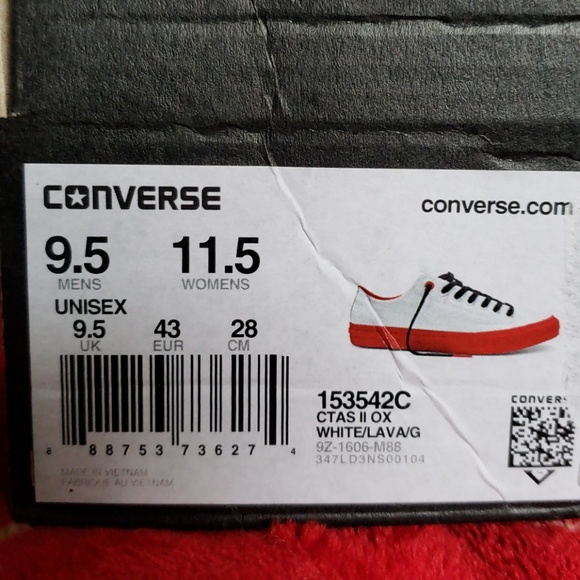 CONVERSE
converse.com
9.5 11.5
MENS WOMENS
UNISEX
9.5 43 28
UK EUR CM
153542C
CTAS II OX
WHITE/LAVA/G
9Z-1606-M88
347LD3NS00104
CONVERS
88753 73627 4
MADE IN VIETNAM
FABRIQUE AU VIETNAM